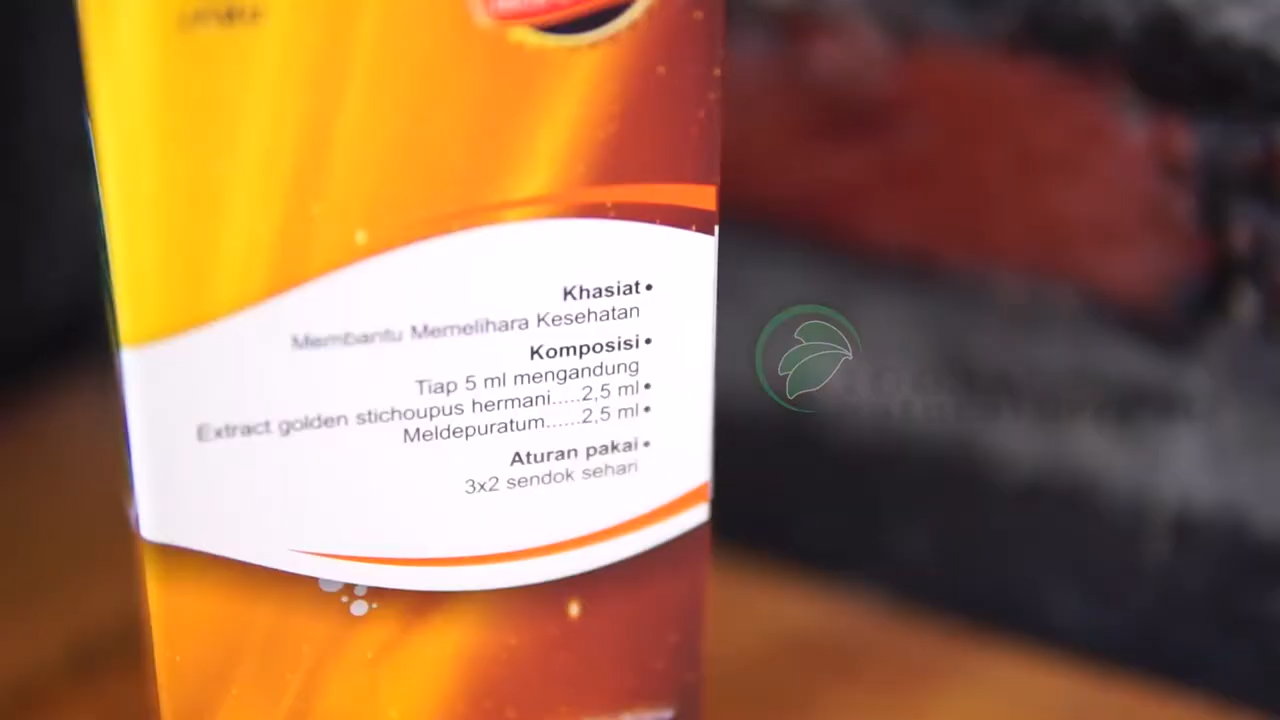 Khasiat•
Membantu Memelihara Kesehatan
Komposisi•
Tiap 5 ml mengandung
Extract golden stichoupus hermani.....2,5 ml•
Meldepuratum......2,5 ml•
Aturan pakai•
3x2 sendok sehari